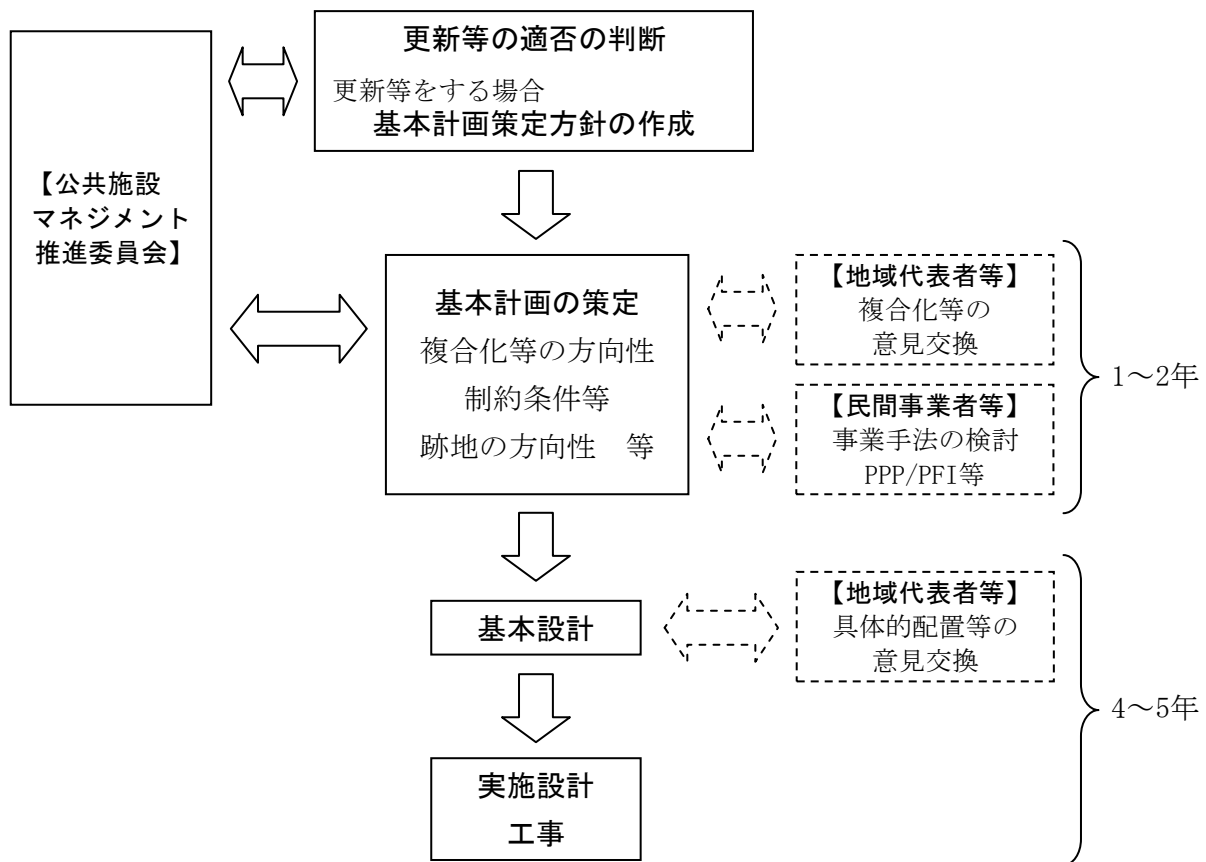 更新等の適否の判断
更新等をする場合
基本計画策定方針の作成
【公共施設
マネジメント
推進委員会】
基本計画の策定
複合化等の方向性
制約条件等
跡地の方向性　等
【地域代表者等】
複合化等の
意見交換
【民間事業者等】
事業手法の検討
PPP/PFI等
1～2年
基本設計
【地域代表者等】
具体的配置等の
意見交換
4～5年
実施設計
工事